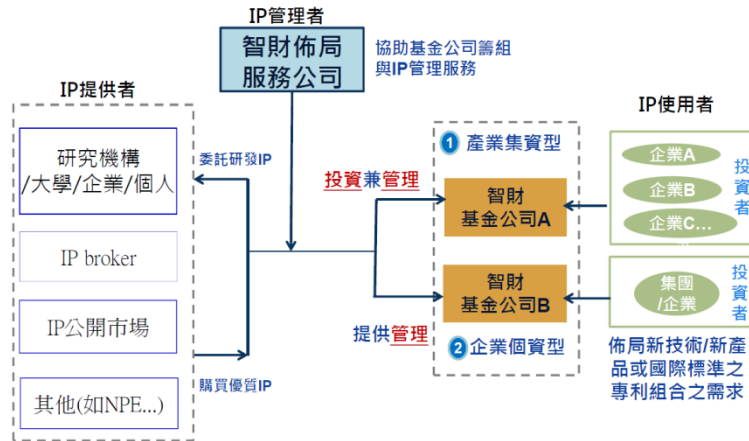 IP管理者
智財佈局
服務公司
協助基金公司籌組
與IP管理服務
IP提供者
研究機構
/大學/企業/個人
IP broker
IP公開市場
其他(如NPE...)
委託研發IP
購買優質IP
投資兼管理
提供管理
1 產業集資型
智財
基金公司A
智財
基金公司B
2 企業個資型
IP使用者
企業A
企業B
企業C...
投資者
集團
/企業
投資者
佈局新技術/新產
品或國際標準之
專利組合之需求